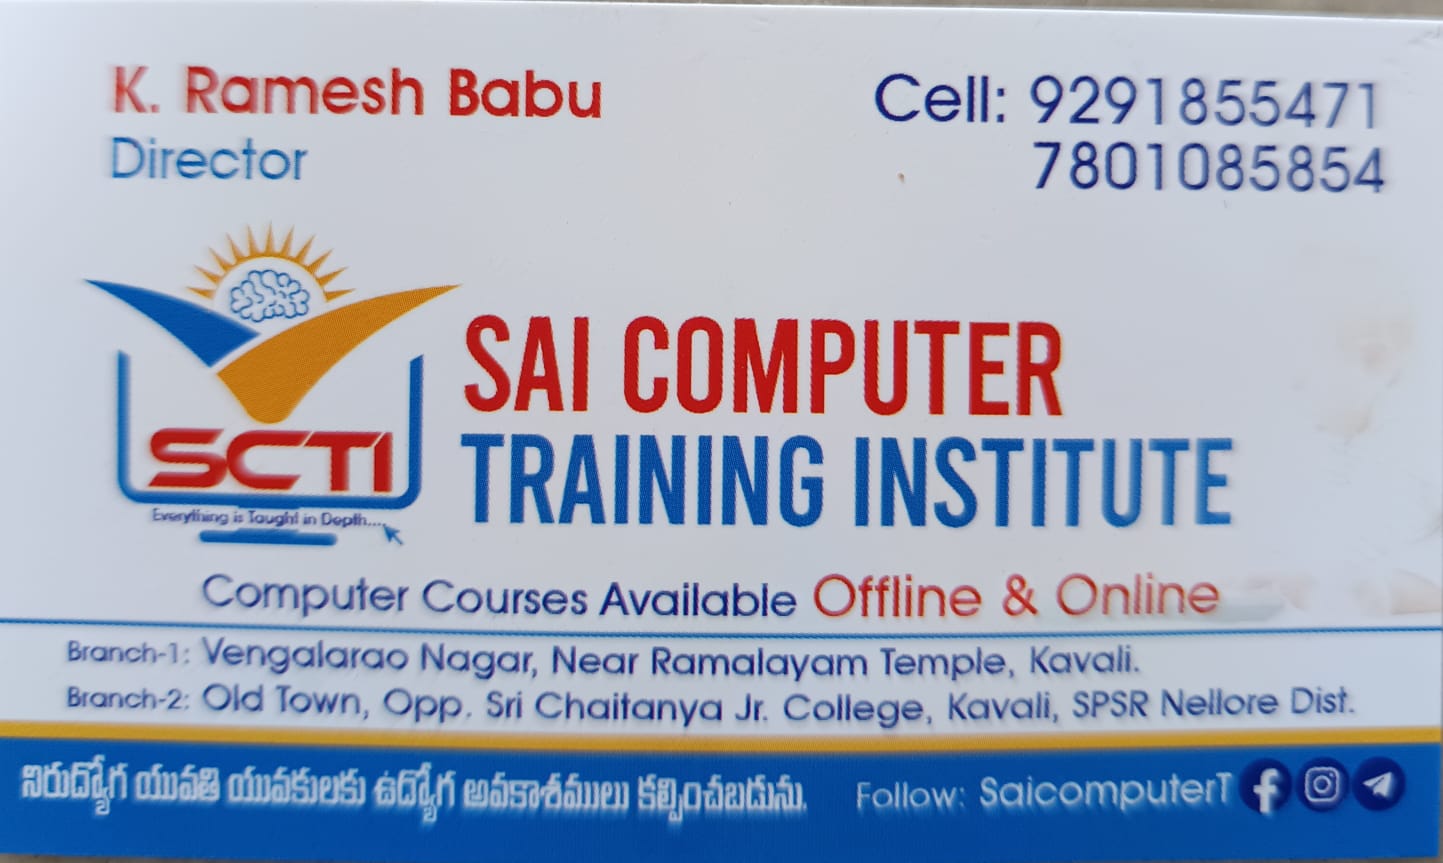 K. Ramesh Babu
Director
Cell: 9291855471
7801085854
SCTI
Everything is Taught in Depth....
SAI COMPUTER
TRAINING INSTITUTE
Computer Courses Available Offline & Online
Branch-1: Vengalarao Nagar, Near Ramalayam Temple, Kavali.
Branch-2: Old Town, Opp. Sri Chaitanya Jr. College, Kavali, SPSR Nellore Dist.
నిరుద్యోగ యువతి యువకులకు ఉద్యోగ అవకాశములు కల్పించబడును. Follow: SaicomputerT